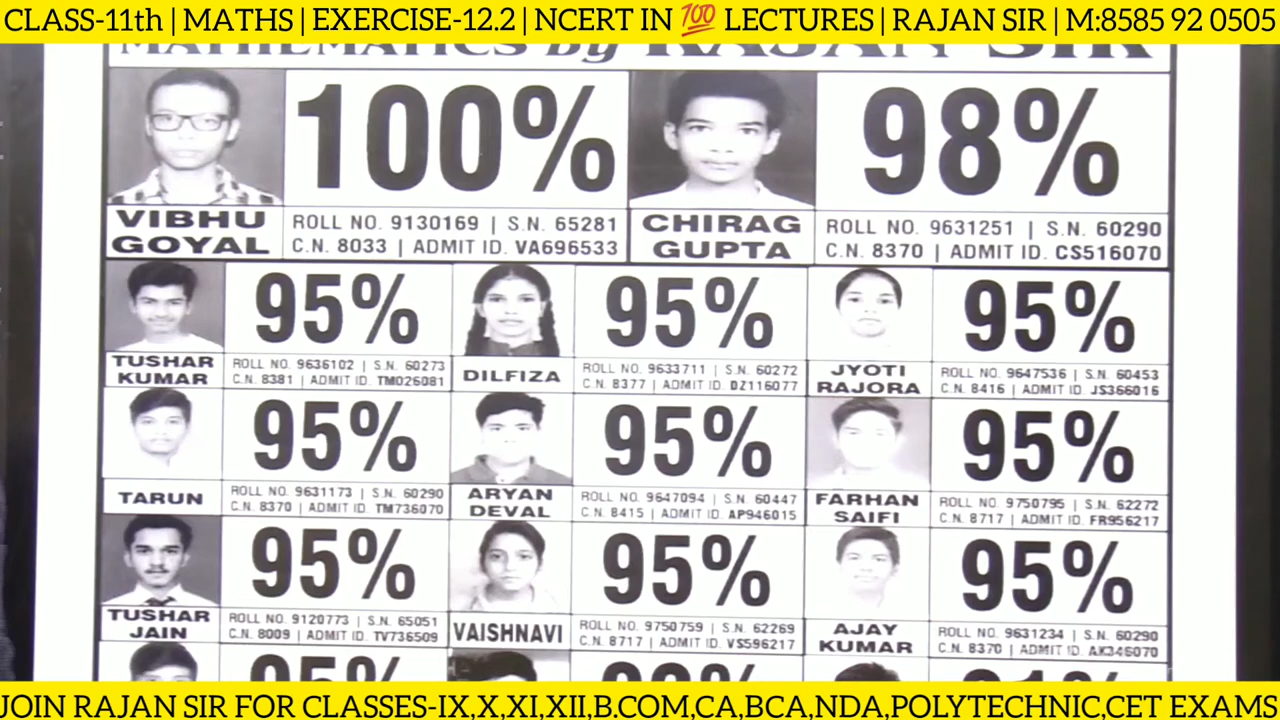 CLASS-11th | MATHS | EXERCISE-12.2 | NCERT IN 💯 LECTURES | RAJAN SIR | M:8585 92 0505
MATHEMATICS by RAJAN SIR
100%
98%
VIBHU GOYAL
ROLL NO. 9130169 | S.N. 65281
C.N. 8033 | ADMIT ID. VA696533
CHIRAG GUPTA
ROLL NO. 9631251 | S.N. 60290
C.N. 8370 | ADMIT ID. CS516070
95%
95%
95%
TUSHAR KUMAR
ROLL NO. 9636102 | S.N. 60273
C.N. 8381 | ADMIT ID. TM026081
DILFIZA
ROLL NO. 9633711 | S.N. 60272
C.N. 8377 | ADMIT ID. DZ116077
JYOTI RAJORA
ROLL NO. 9647536 | S.N. 60453
C.N. 8416 | ADMIT ID. JS366016
95%
95%
95%
TARUN
ROLL NO. 9631173 | S.N. 60290
C.N. 8370 | ADMIT ID. TM736070
ARYAN DEVAL
ROLL NO. 9647094 | S.N. 60447
C.N. 8415 | ADMIT ID. AP946015
FARHAN SAIFI
ROLL NO. 9750795 | S.N. 62272
C.N. 8717 | ADMIT ID. FR956217
95%
95%
95%
TUSHAR JAIN
ROLL NO. 9120773 | S.N. 65051
C.N. 8009 | ADMIT ID. TV736509
VAISHNAVI
ROLL NO. 9750759 | S.N. 62269
C.N. 8717 | ADMIT ID. VS596217
AJAY KUMAR
ROLL NO. 9631234 | S.N. 60290
C.N. 8370 | ADMIT ID. AK346070
JOIN RAJAN SIR FOR CLASSES-IX,X,XI,XII,B.COM,CA,BCA,NDA,POLYTECHNIC,CET EXAMS